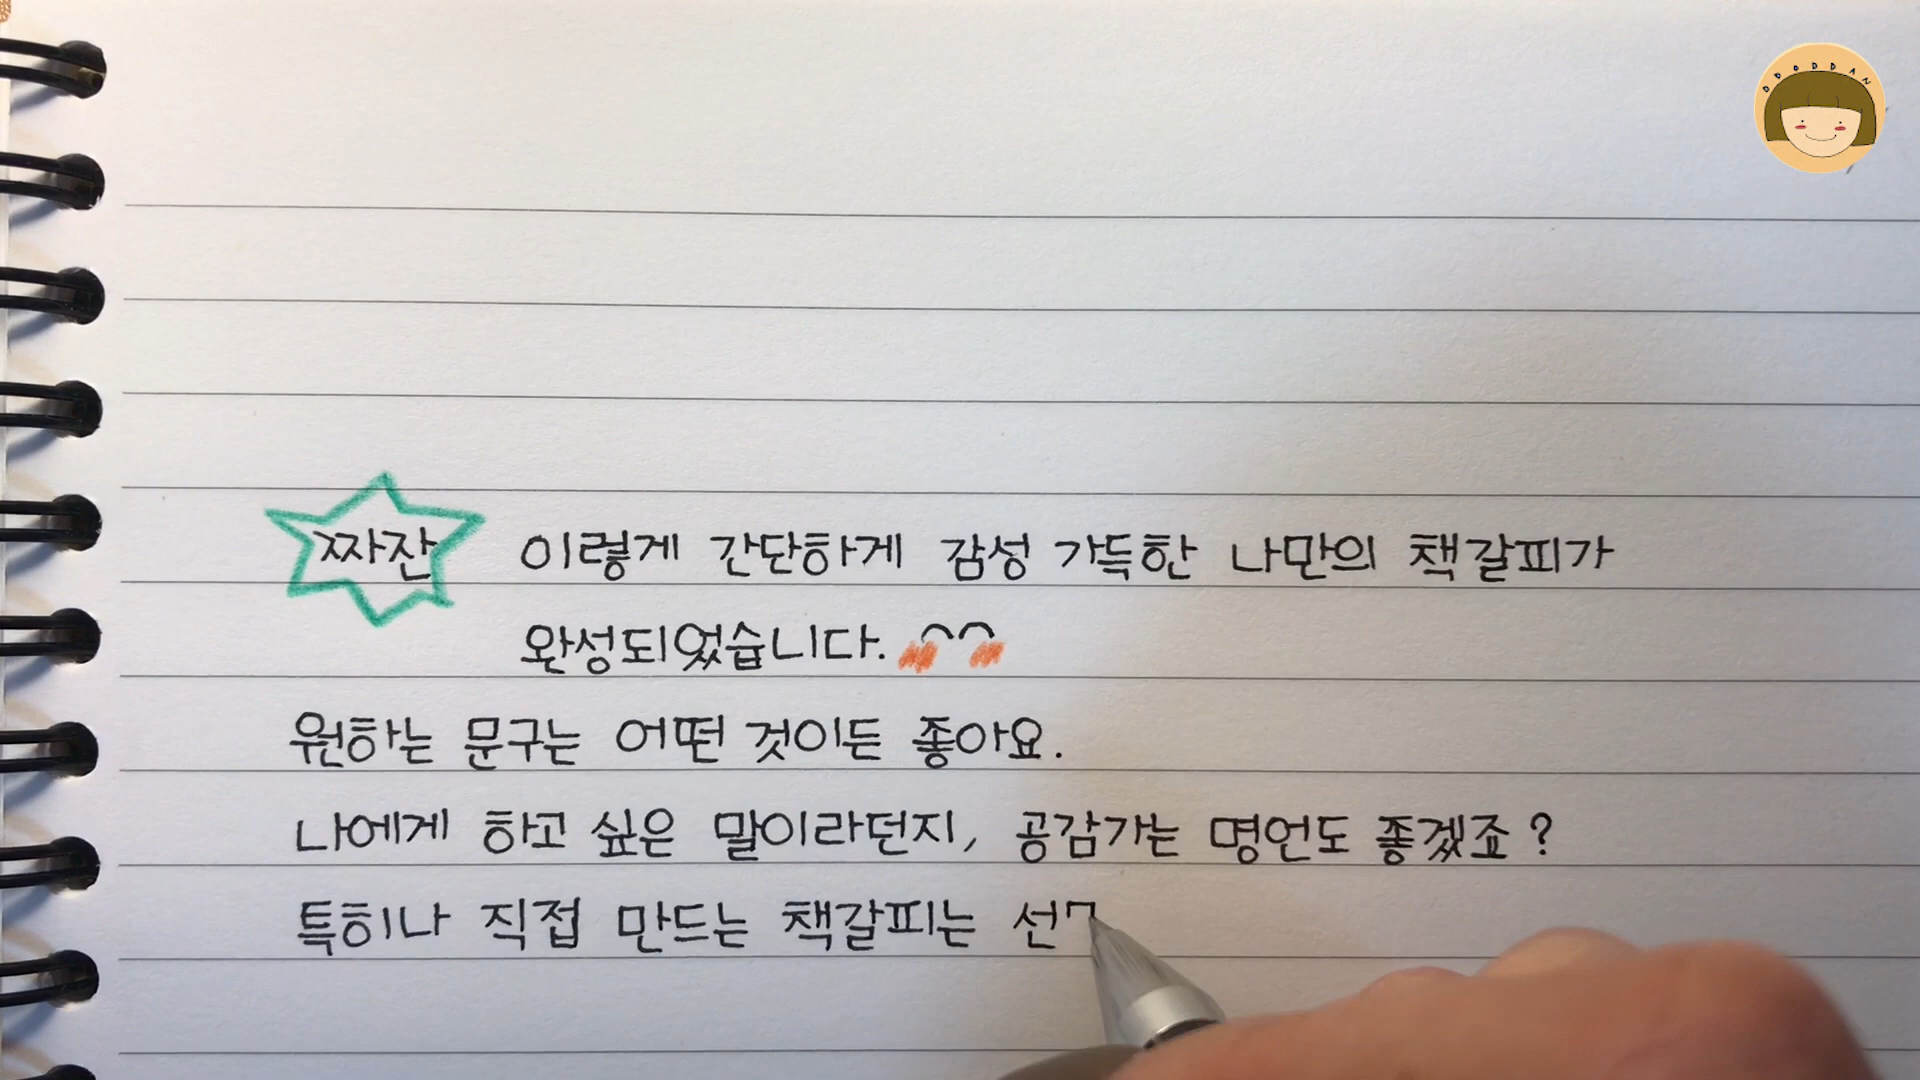 DDODDAN
짜잔 이렇게 간단하게 감성 가득한 나만의 책갈피가
완성되었습니다.
원하는 문구는 어떤 것이든 좋아요.
나에게 하고 싶은 말이라던지, 공감가는 명언도 좋겠죠?
특히나 직접 만드는 책갈피는